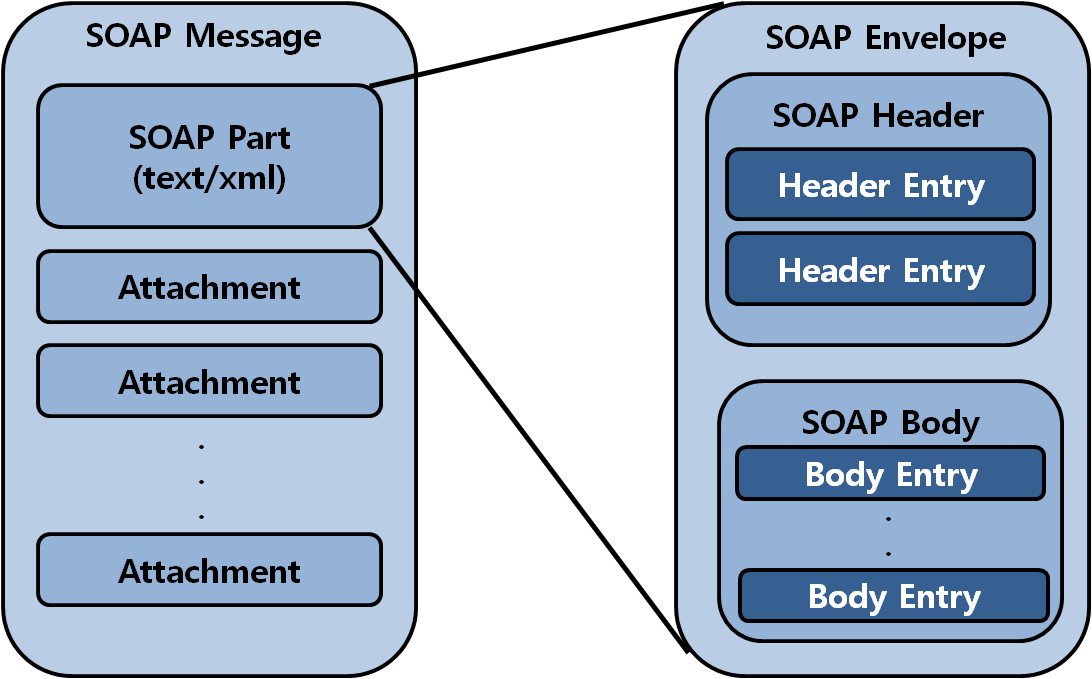 SOAP Message
SOAP Part
(text/xml)
Attachment
Attachment
.
.
.
Attachment
SOAP Envelope
SOAP Header
Header Entry
Header Entry
SOAP Body
Body Entry
.
.
Body Entry